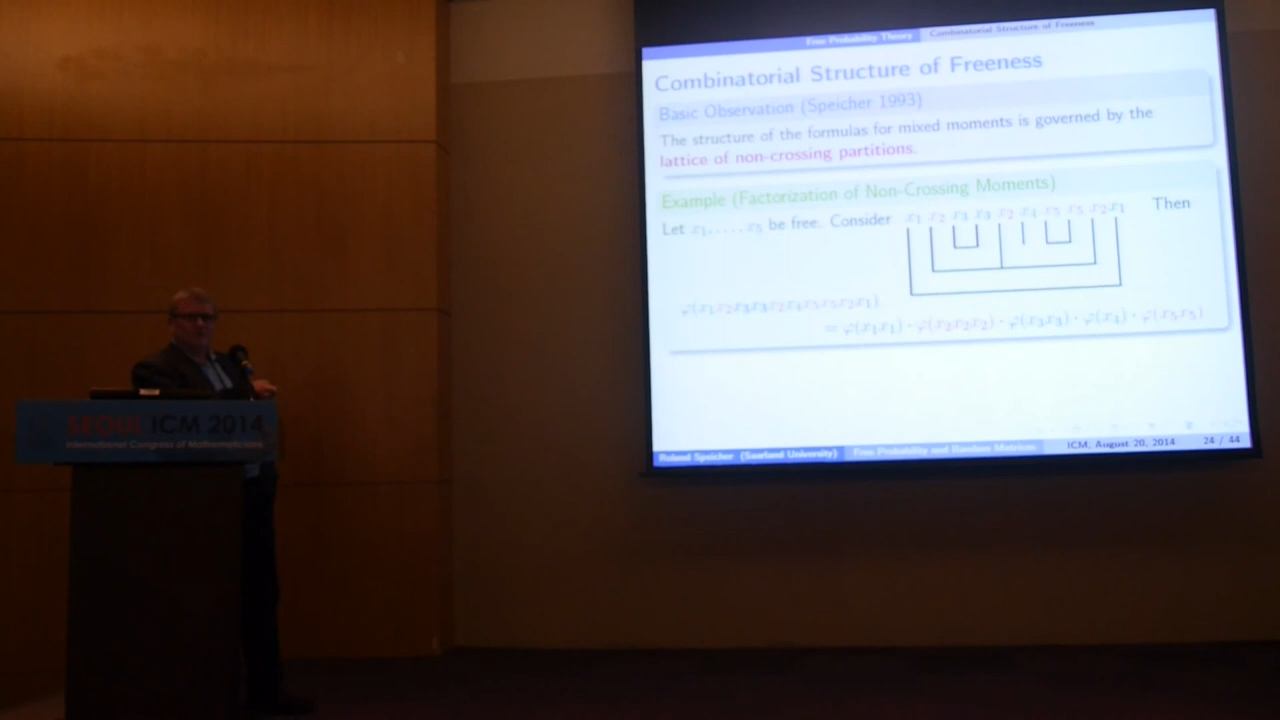 Free Probability Theory Combinatorial Structure of Freeness
Combinatorial Structure of Freeness
Basic Observation (Speicher 1993)
The structure of the formulas for mixed moments is governed by the
lattice of non-crossing partitions.
Example (Factorization of Non-Crossing Moments)
Let x₁, . . . , x₅ be free. Consider x₁ x₂ x₃ x₃ x₂ x₄ x₅ x₅ x₂ x₁ Then
φ(x₁x₂x₃x₃x₂x₄x₅x₅x₂x₁)
= φ(x₁x₁) · φ(x₂x₂x₂) · φ(x₃x₃) · φ(x₄) · φ(x₅x₅)
Roland Speicher (Saarland University) Free Probability and Random Matrices ICM, August 20, 2014 24 / 44
SEOUL ICM 2014
International Congress of Mathematicians